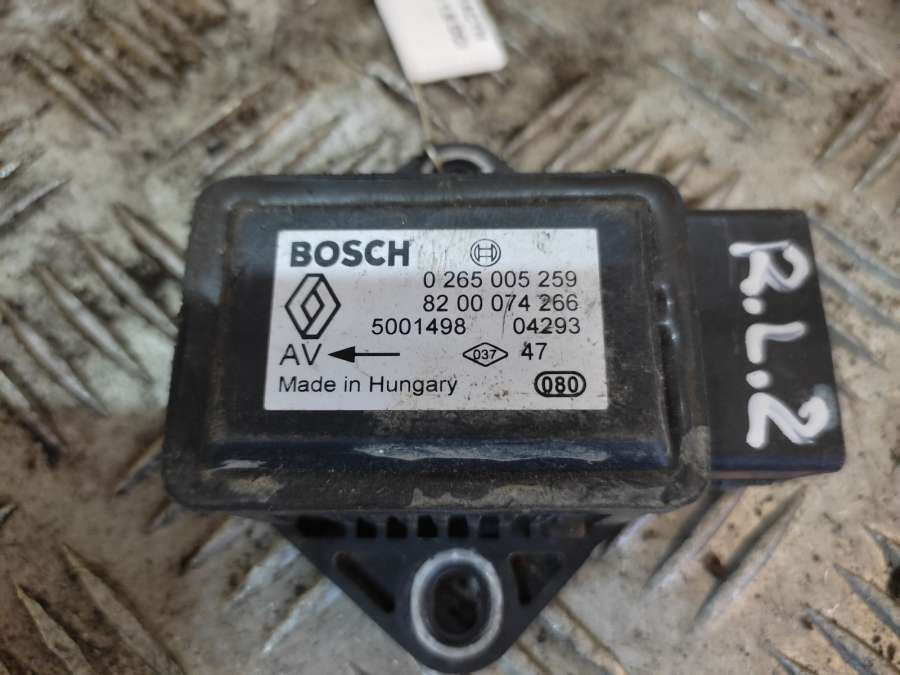 BOSCH
0 265 005 259
82 00 074 266
5001498 04293
AV 037 47
Made in Hungary 080
R.L.2